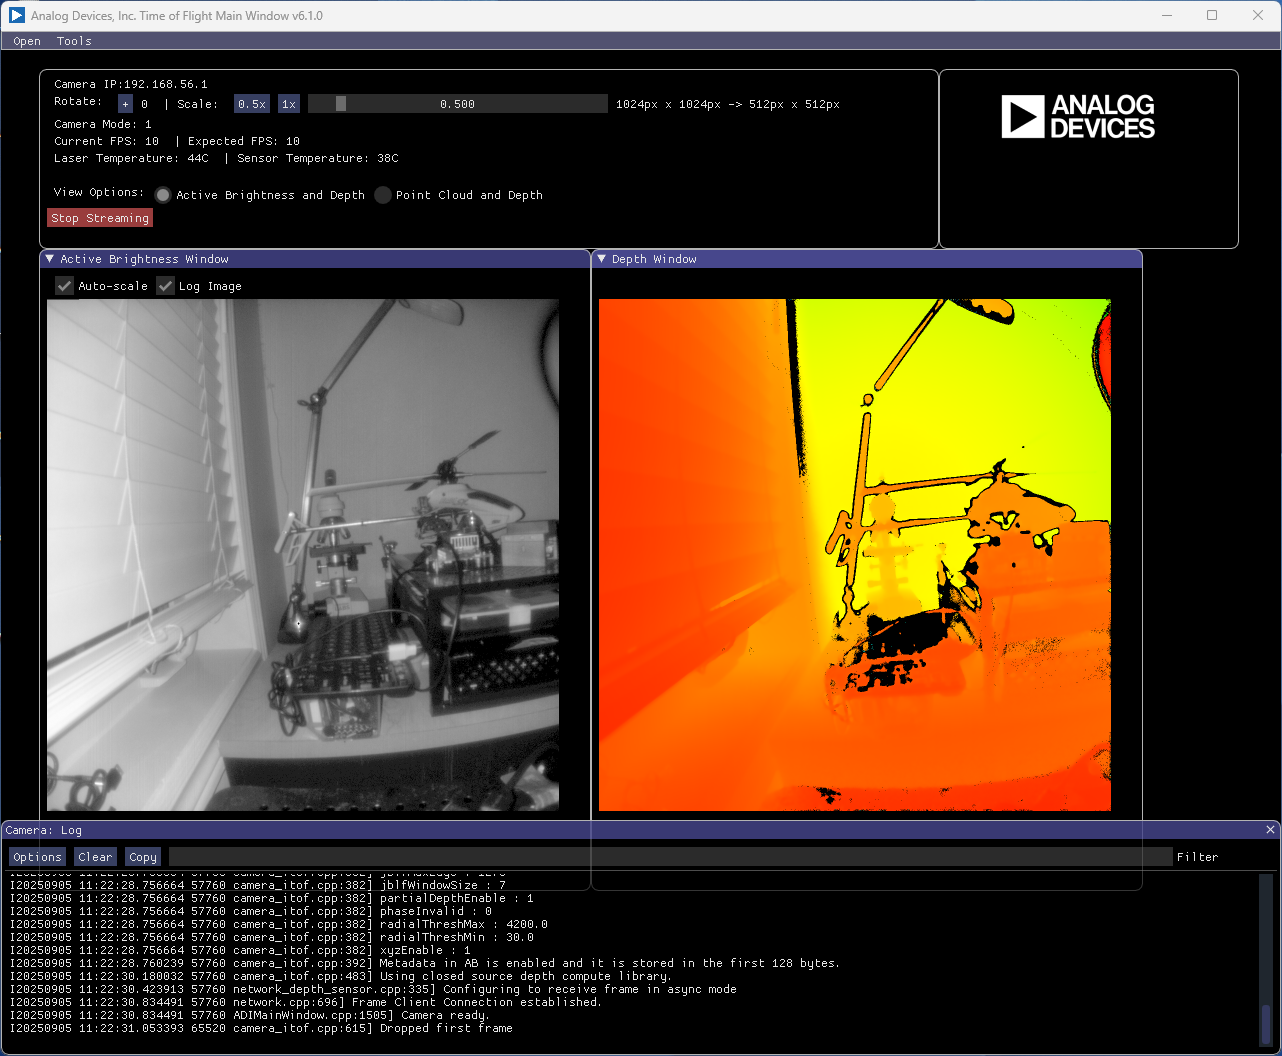 Analog Devices, Inc. Time of Flight Main Window v6.1.0
Open Tools
Camera IP:192.168.56.1
Rotate: + 0 | Scale: 0.5x 1x 0.500 1024px x 1024px -> 512px x 512px
Camera Mode: 1
Current FPS: 10 | Expected FPS: 10
Laser Temperature: 44C | Sensor Temperature: 38C
View Options: Active Brightness and Depth Point Cloud and Depth
Stop Streaming
ANALOG
DEVICES
Active Brightness Window
Auto-scale Log Image
Depth Window
Camera: Log
Options Clear Copy Filter
I20250905 11:22:28.756664 57760 camera_itof.cpp:382] jblfWindowSize : 7
I20250905 11:22:28.756664 57760 camera_itof.cpp:382] partialDepthEnable : 1
I20250905 11:22:28.756664 57760 camera_itof.cpp:382] phaseInvalid : 0
I20250905 11:22:28.756664 57760 camera_itof.cpp:382] radialThreshMax : 4200.0
I20250905 11:22:28.756664 57760 camera_itof.cpp:382] radialThreshMin : 30.0
I20250905 11:22:28.756664 57760 camera_itof.cpp:382] xyzEnable : 1
I20250905 11:22:28.760239 57760 camera_itof.cpp:392] Metadata in AB is enabled and it is stored in the first 128 bytes.
I20250905 11:22:30.180032 57760 camera_itof.cpp:483] Using closed source depth compute library.
I20250905 11:22:30.423913 57760 network_depth_sensor.cpp:335] Configuring to receive frame in async mode
I20250905 11:22:30.834491 57760 network.cpp:696] Frame Client Connection established.
I20250905 11:22:30.834491 57760 ADIMainWindow.cpp:1505] Camera ready.
I20250905 11:22:31.053393 65520 camera_itof.cpp:615] Dropped first frame